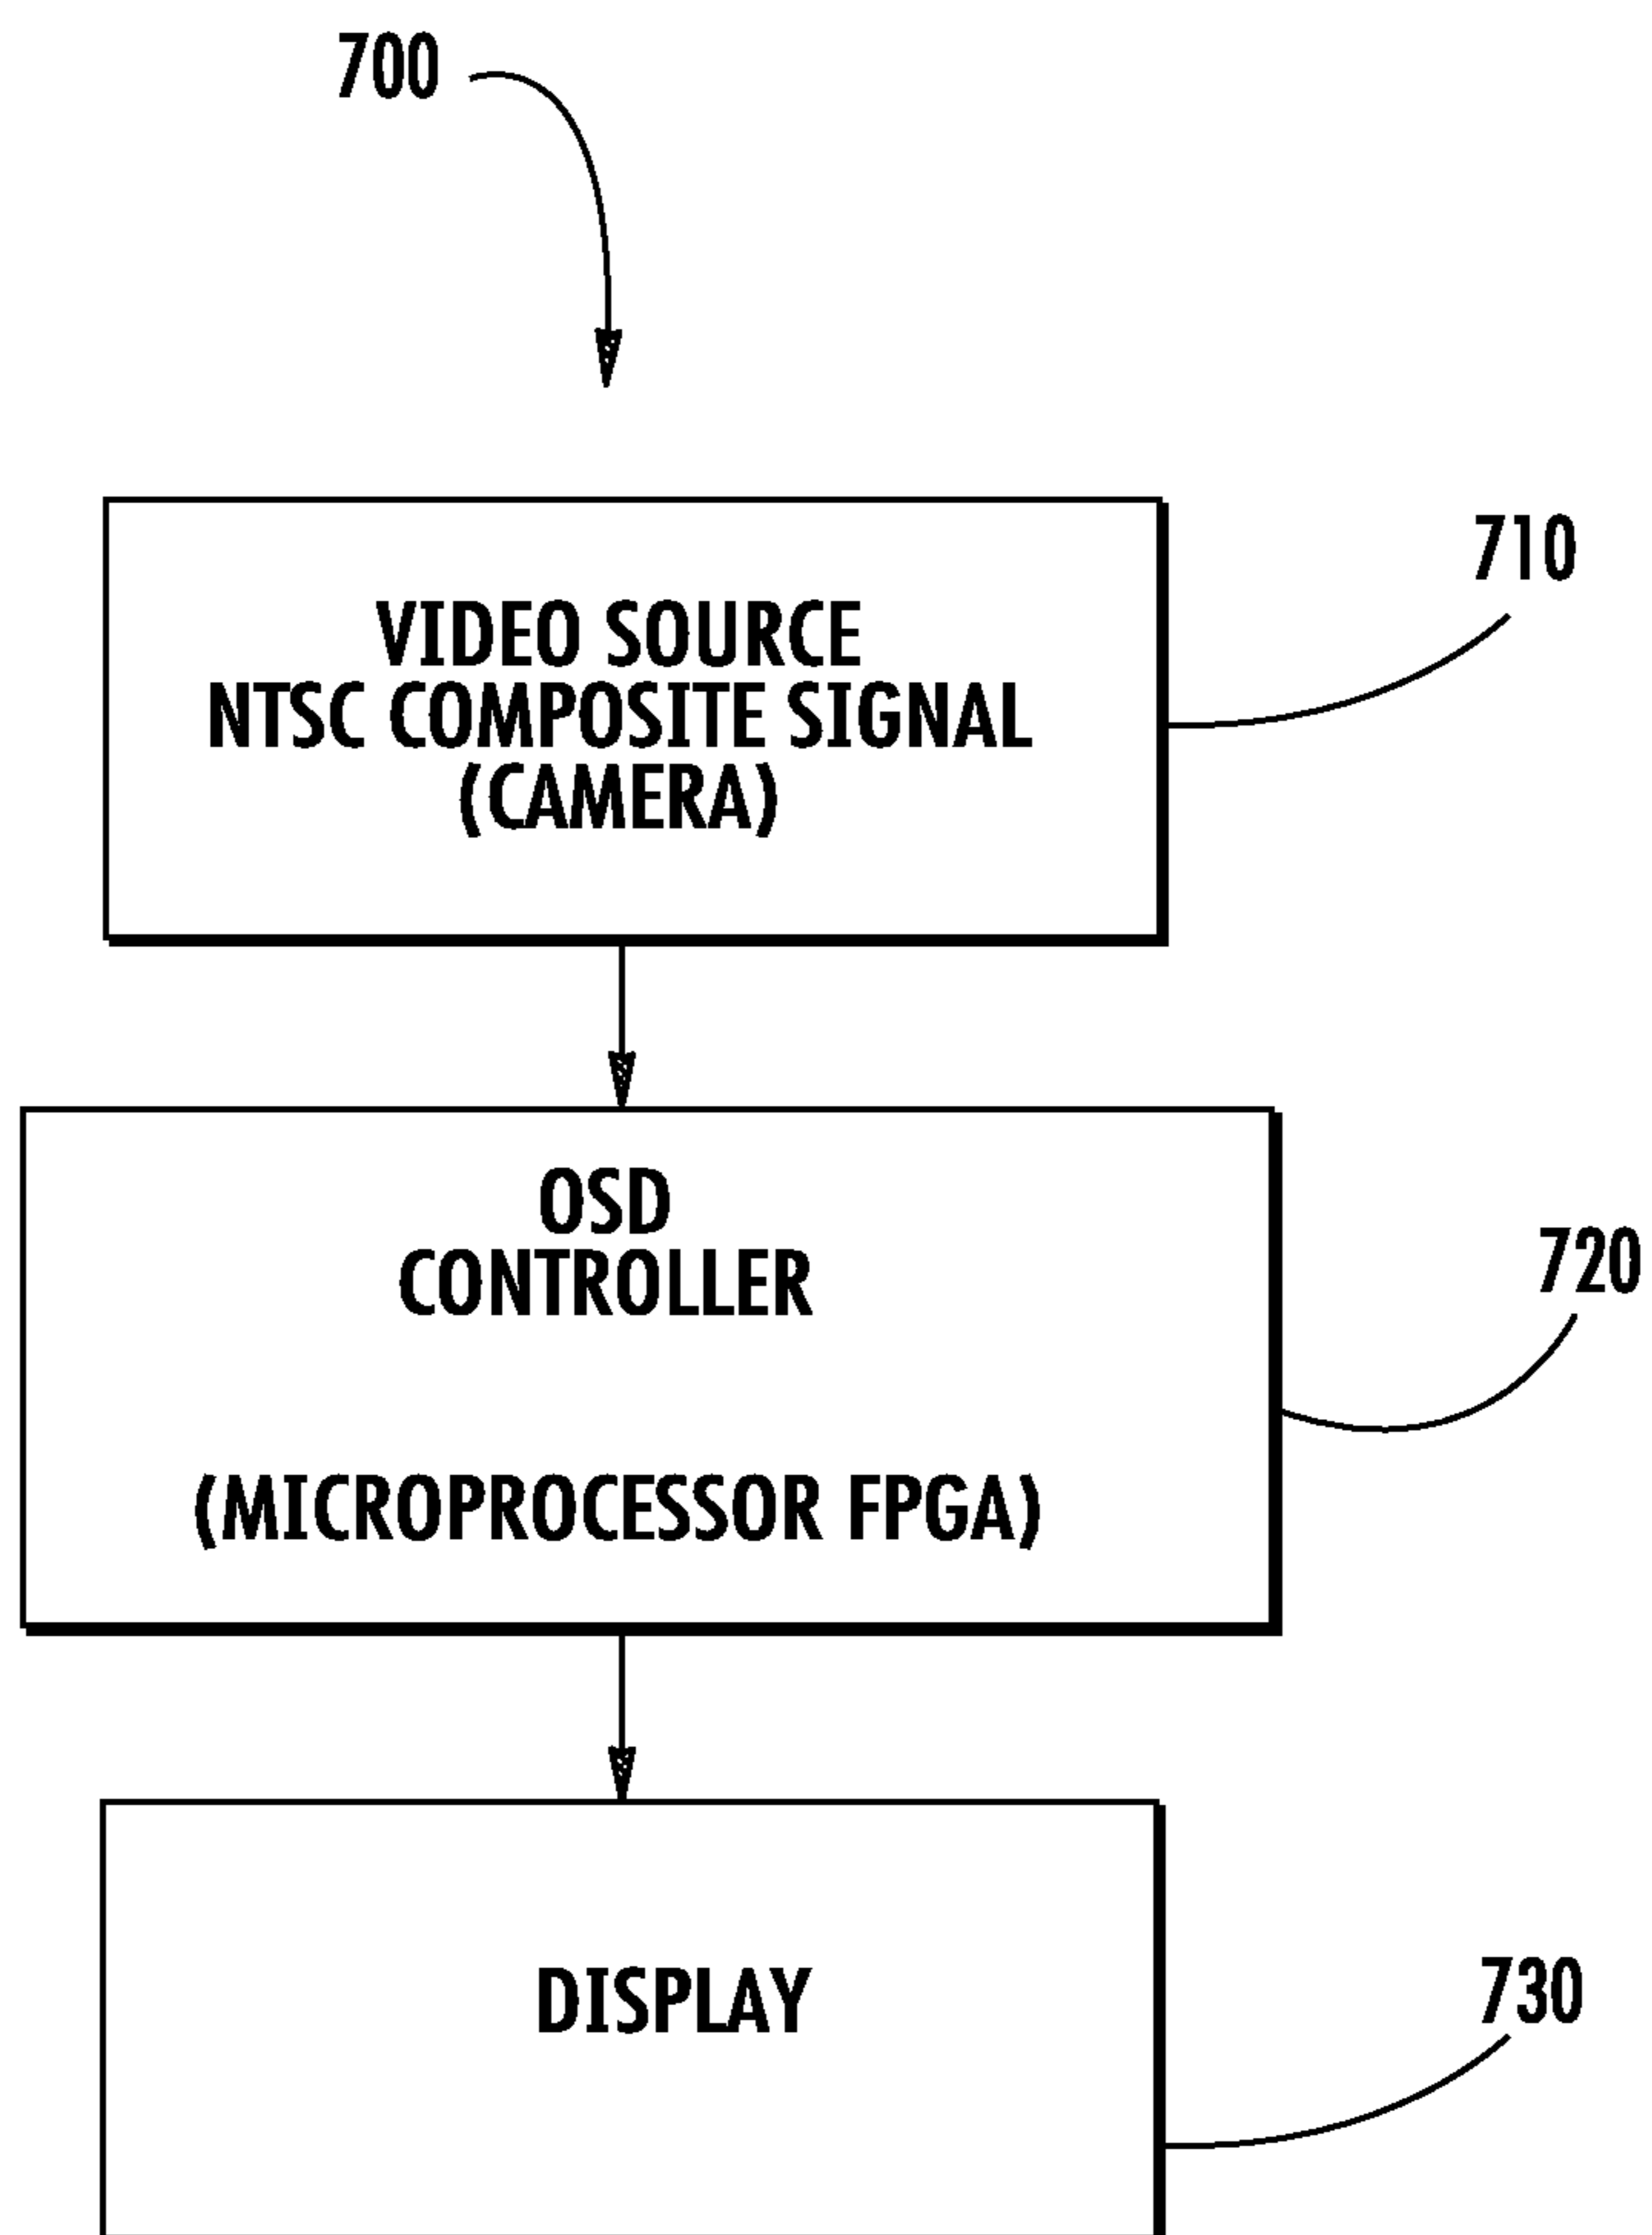 700
710
VIDEO SOURCE
NTSC COMPOSITE SIGNAL
(CAMERA)
720
OSD
CONTROLLER
(MICROPROCESSOR FPGA)
730
DISPLAY